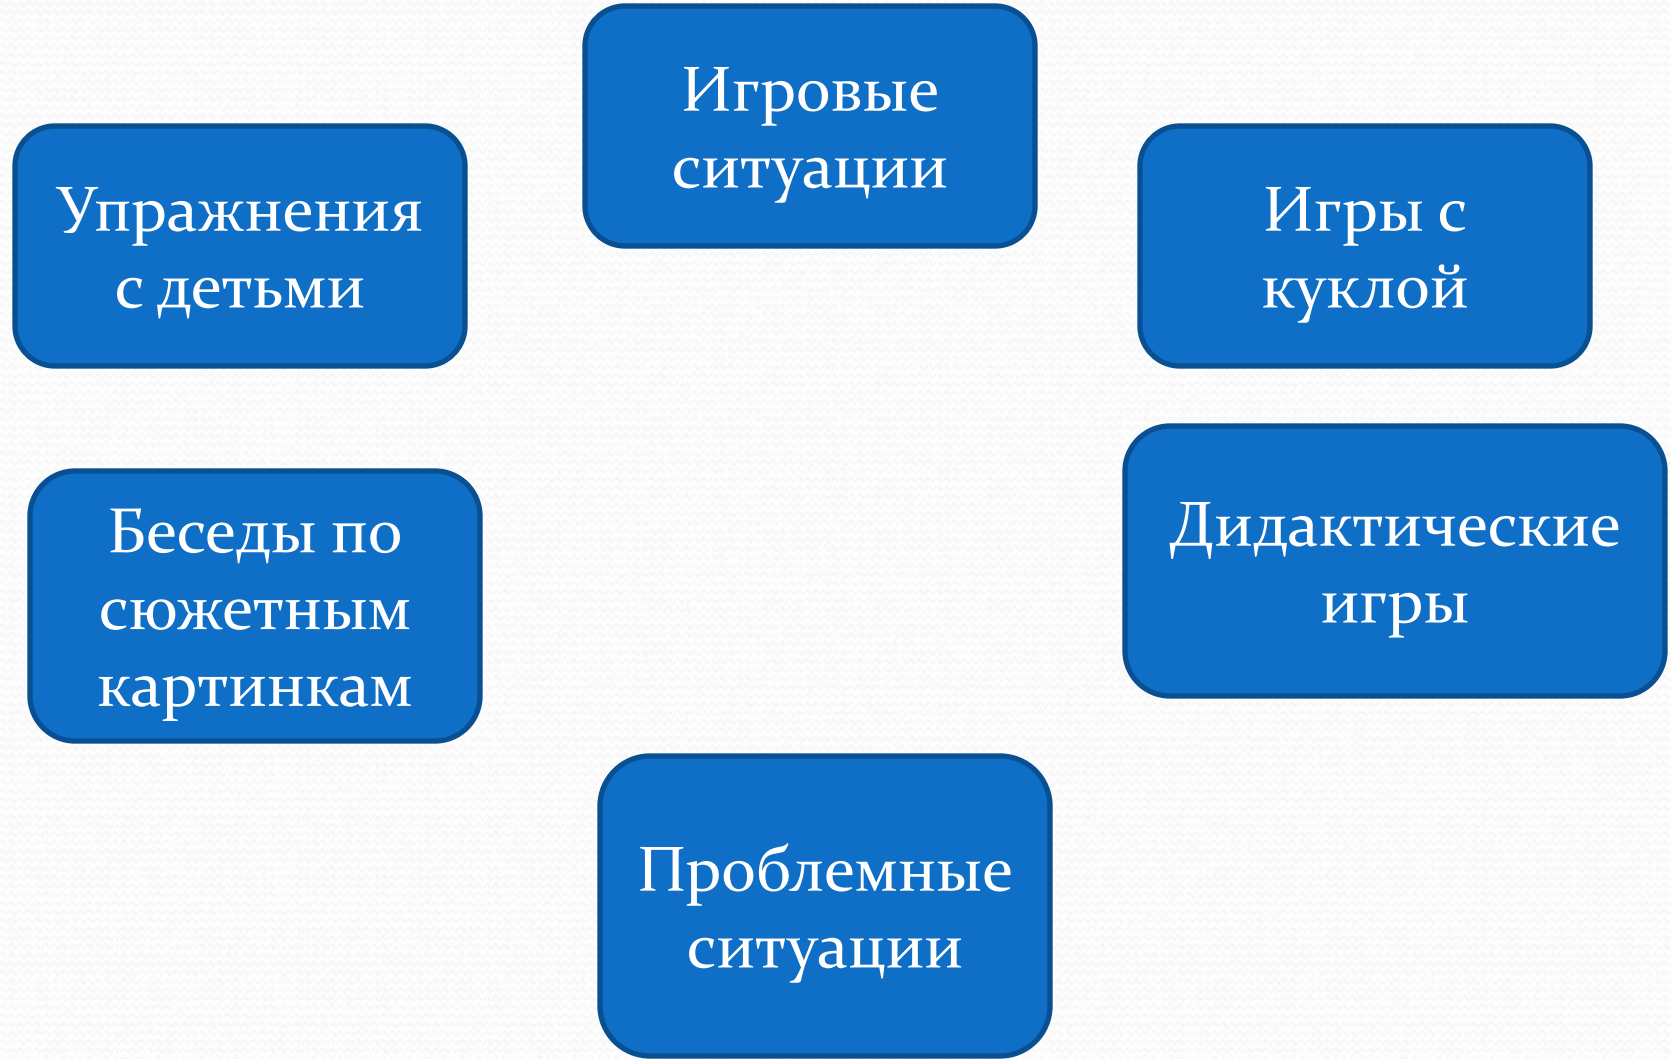 Игровые
ситуации
Упражнения
с детьми
Игры с
куклой
Беседы по
сюжетным
картинкам
Дидактические
игры
Проблемные
ситуации